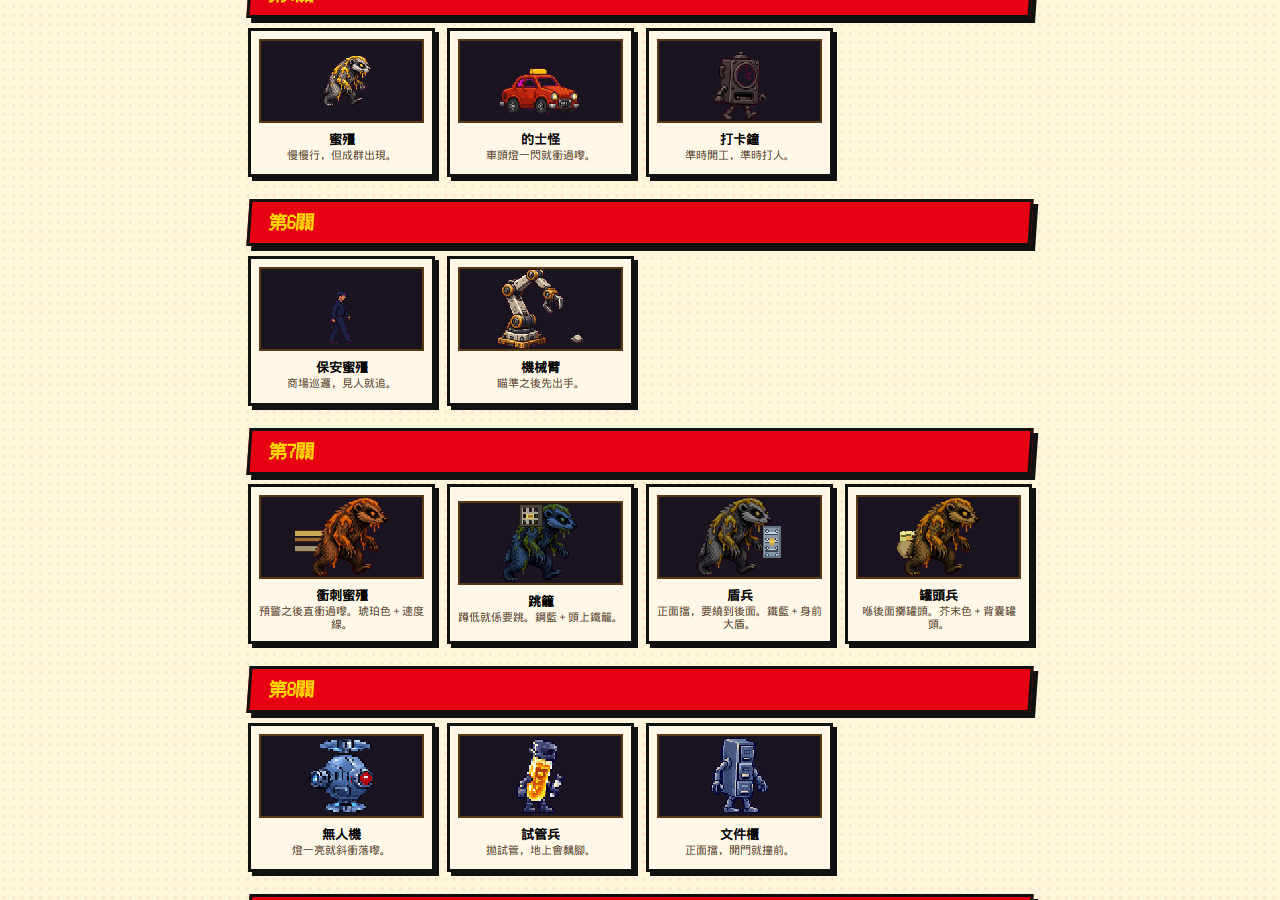 蜜殭
慢慢行，但成群出現。
的士怪
車頭燈一閃就衝過嚟。
打卡鐘
準時開工，準時打人。
第6關
保安蜜殭
商場巡邏，見人就追。
機械臂
瞄準之後先出手。
第7關
衝刺蜜殭
預警之後直衝過嚟。琥珀色 + 速度
線。
跳籠
蹲低就係要跳。鋼藍 + 頭上鐵籠。
盾兵
正面擋，要繞到後面。鐵藍 + 身前
大盾。
罐頭兵
喺後面擲罐頭。芥末色 + 背囊罐
頭。
第8關
無人機
燈一亮就斜衝落嚟。
試管兵
拋試管，地上會黐腳。
文件櫃
正面擋，開門就撞前。